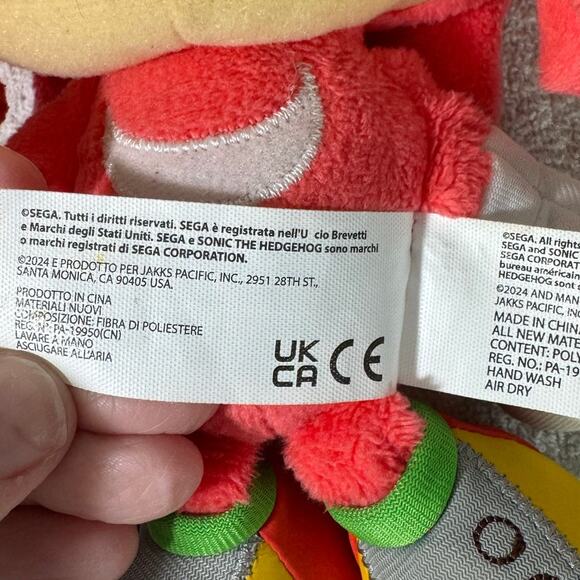 ©SEGA. Tutti i diritti riservati. SEGA è registrata nell'U cio Brevetti
e Marchi degli Stati Uniti. SEGA e SONIC THE HEDGEHOG sono marchi
o marchi registrati di SEGA CORPORATION.
©2024 E PRODOTTO PER JAKKS PACIFIC, INC., 2951 28TH ST.,
SANTA MONICA, CA 90405 USA.
PRODOTTO IN CINA
MATERIALI NUOVI
COMPOSIZIONE: FIBRA DI POLIESTERE
REG. N°: PA-19950(CN)
LAVARE A MANO
ASCIUGARE ALL'ARIA
UK
CA CE
©SEGA. All rights
SEGA and SONIC
SEGA CORPORAT
bureau américain
HEDGEHOG sont
©2024 AND MAN
JAKKS PACIFIC, IN
MADE IN CHIN
ALL NEW MATE
CONTENT: POLY
REG. NO.: PA-19
HAND WASH
AIR DRY